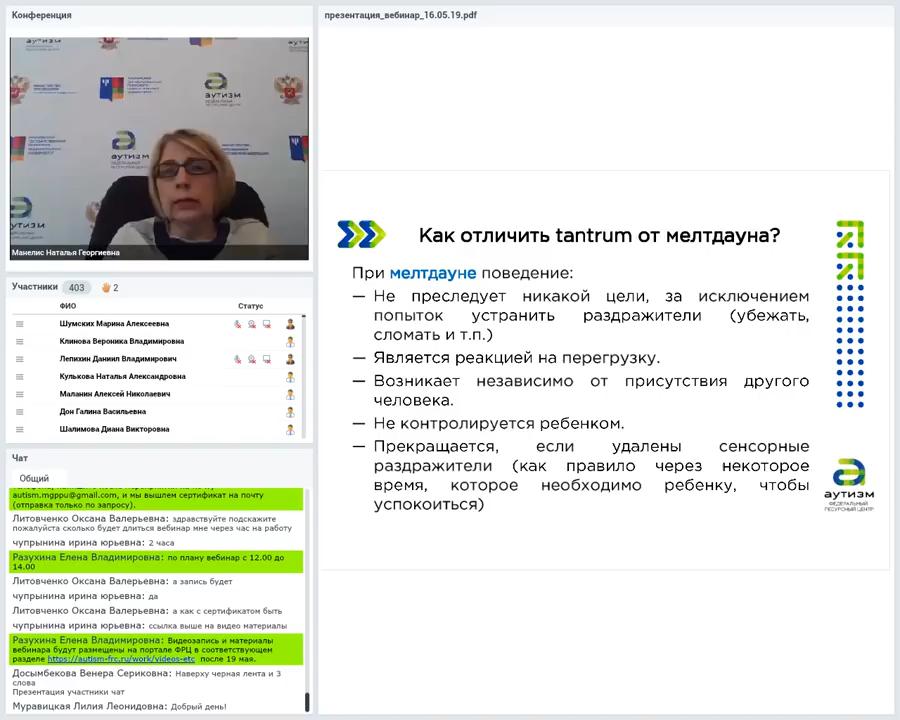 Конференция
аутизм
аутизм
ФЕДЕРАЛЬНЫЙ
РЕСУРСНЫЙ ЦЕНТР
Манелис Наталья Георгиевна
Участники 403 2
ФИО Статус
Шумских Марина Алексеевна
Клинова Вероника Владимировна
Лепихин Даниил Владимирович
Кулькова Наталья Александровна
Маланин Алексей Николаевич
Дон Галина Васильевна
Шалимова Диана Викторовна
Чат
Общий
autism.mgppu@gmail.com, и мы вышлем сертификат на почту
(отправка только по запросу).
Литовченко Оксана Валерьевна: здравствуйте подскажите
пожалуйста сколько будет длиться вебинар мне через час на работу
чупрынина ирина юрьевна: 2 часа
Разухина Елена Владимировна: по плану вебинар с 12.00 до
14.00
Литовченко Оксана Валерьевна: а запись будет
чупрынина ирина юрьевна: да
Литовченко Оксана Валерьевна: а как с сертификатом быть
чупрынина ирина юрьевна: ссылка выше на видео материалы
Разухина Елена Владимировна: Видеозапись и материалы
вебинара будут размещены на портале ФРЦ в соответствующем
разделе https://autism-frc.ru/work/videos-etc после 19 мая.
Досымбекова Венера Сериковна: Наверху черная лента и 3
слова
Презентация участники чат
Муравицкая Лилия Леонидовна: Добрый день!
презентация_вебинар_16.05.19.pdf
Как отличить tantrum от мелтдауна?
При мелтдауне поведение:
— Не преследует никакой цели, за исключением
попыток устранить раздражители (убежать,
сломать и т.п.)
— Является реакцией на перегрузку.
— Возникает независимо от присутствия другого
человека.
— Не контролируется ребенком.
— Прекращается, если удалены сенсорные
раздражители (как правило через некоторое
время, которое необходимо ребенку, чтобы
успокоиться)
аутизм
ФЕДЕРАЛЬНЫЙ
РЕСУРСНЫЙ ЦЕНТР